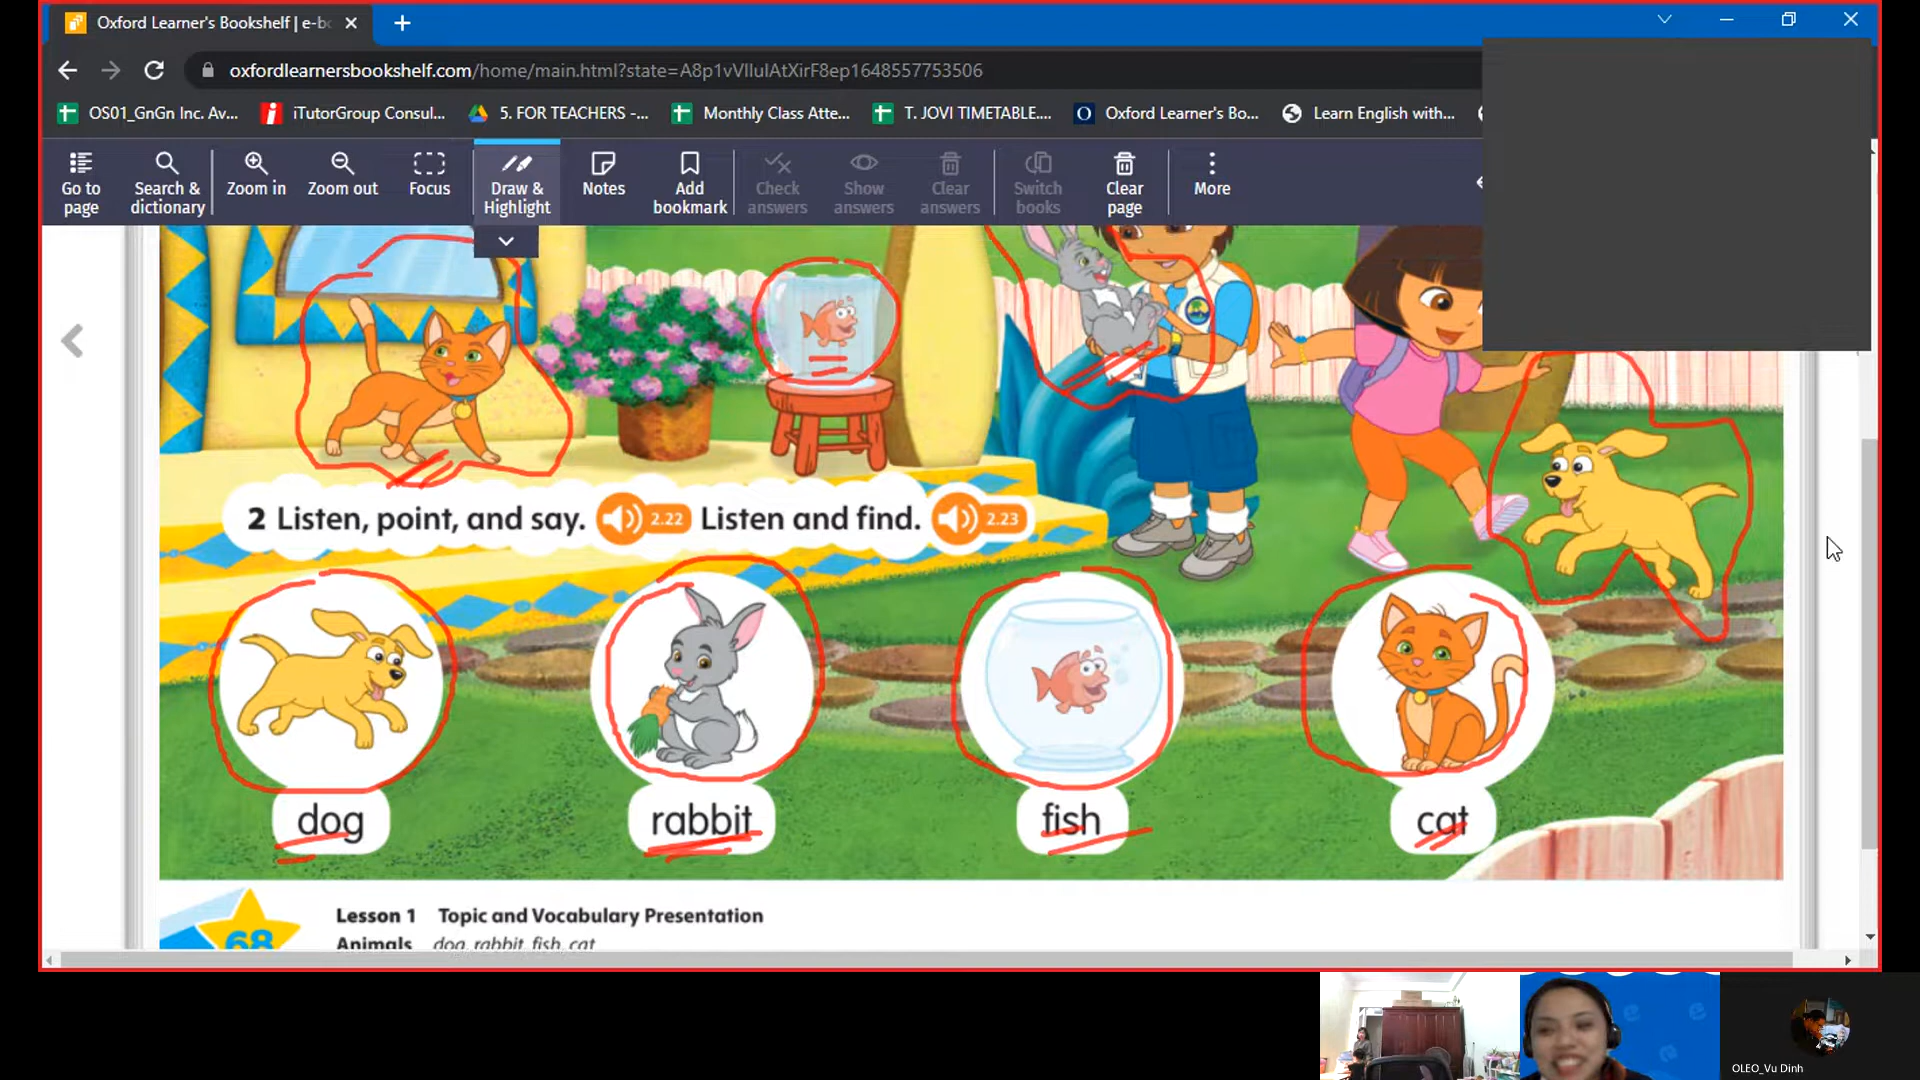 Oxford Learner's Bookshelf | e-bo
oxfordlearnersbookshelf.com/home/main.html?state=A8p1vVlluIAtXirF8ep1648557753506
OS01_GnGn Inc. Av... iTutorGroup Consul... 5. FOR TEACHERS -... Monthly Class Atte... T. JOVI TIMETABLE.... Oxford Learner's Bo... Learn English with...
Go to page Search & dictionary Zoom in Zoom out Focus Draw & Highlight Notes Add bookmark Check answers Show answers Clear answers Switch books Clear page More
2 Listen, point, and say. 2.22 Listen and find. 2.23
dog rabbit fish cat
68
Lesson 1 Topic and Vocabulary Presentation
Animals dog, rabbit, fish, cat
OLEO_Vu Dinh